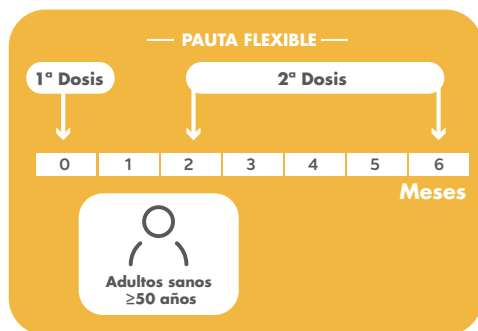 PAUTA FLEXIBLE
1ª Dosis
2ª Dosis
0 1 2 3 4 5 6
Meses
Adultos sanos
≥50 años